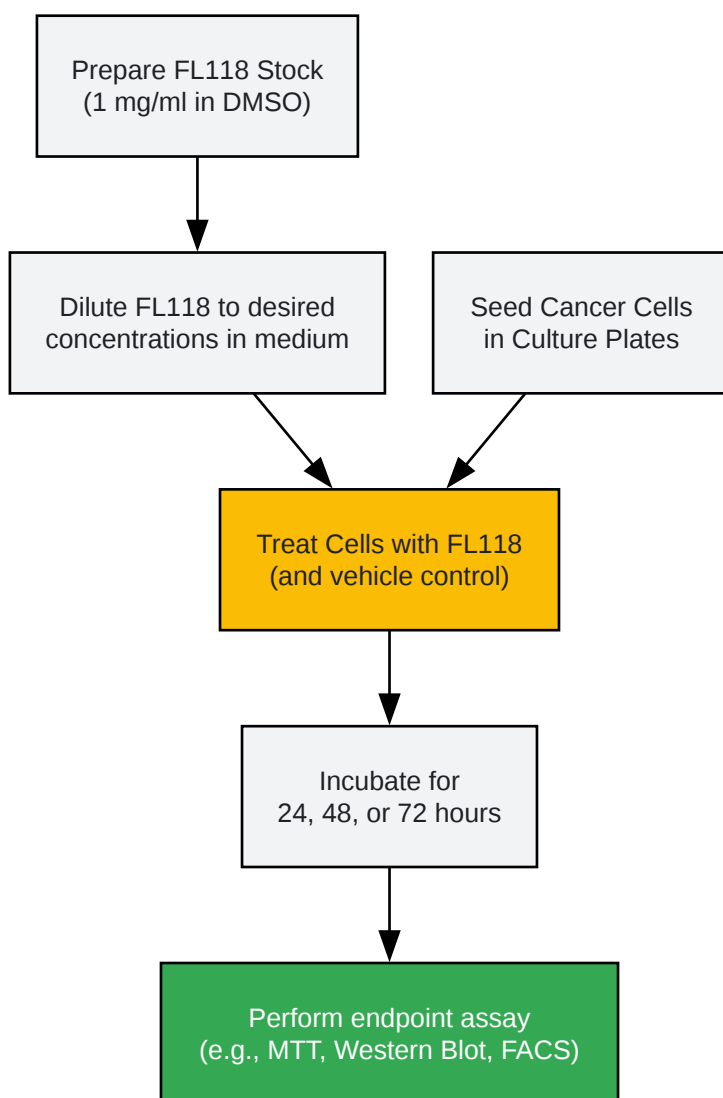 Prepare FL118 Stock
(1 mg/ml in DMSO)
Dilute FL118 to desired
concentrations in medium
Seed Cancer Cells
in Culture Plates
Treat Cells with FL118
(and vehicle control)
Incubate for
24, 48, or 72 hours
Perform endpoint assay
(e.g., MTT, Western Blot, FACS)